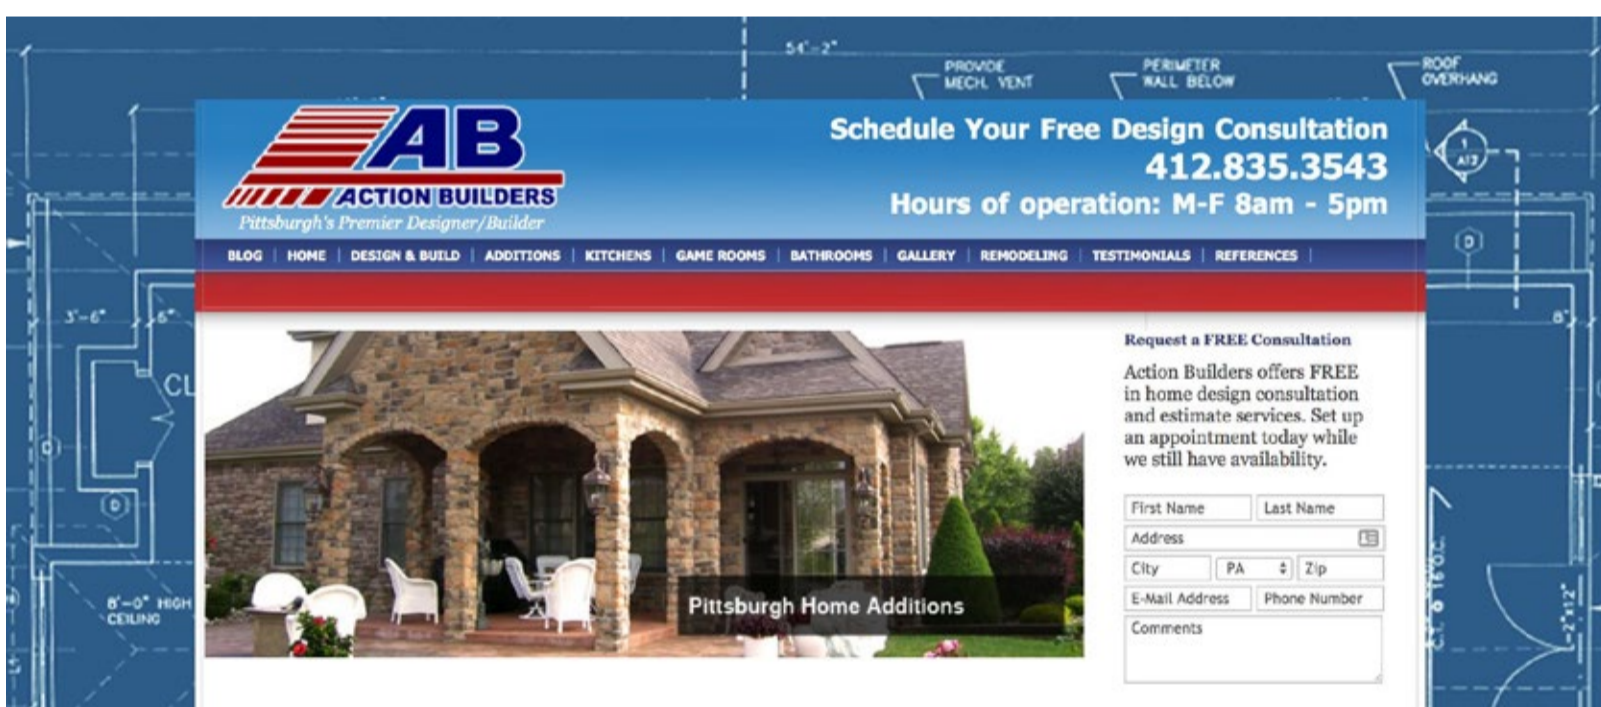 54'-2"
PROVIDE
MECH. VENT
PERIMETER
WALL BELOW
ROOF
OVERHANG
AB
ACTION BUILDERS
Pittsburgh's Premier Designer/Builder
Schedule Your Free Design Consultation
412.835.3543
Hours of operation: M-F 8am - 5pm
1
A13
BLOG HOME DESIGN & BUILD ADDITIONS KITCHENS GAME ROOMS BATHROOMS GALLERY REMODELING TESTIMONIALS REFERENCES
D
3'-6"
6"
8"
CL
D
D
8'-0" HIGH
CEILING
Pittsburgh Home Additions
Request a FREE Consultation
Action Builders offers FREE
in home design consultation
and estimate services. Set up
an appointment today while
we still have availability.
First Name Last Name
Address
City PA Zip
E-Mail Address Phone Number
Comments